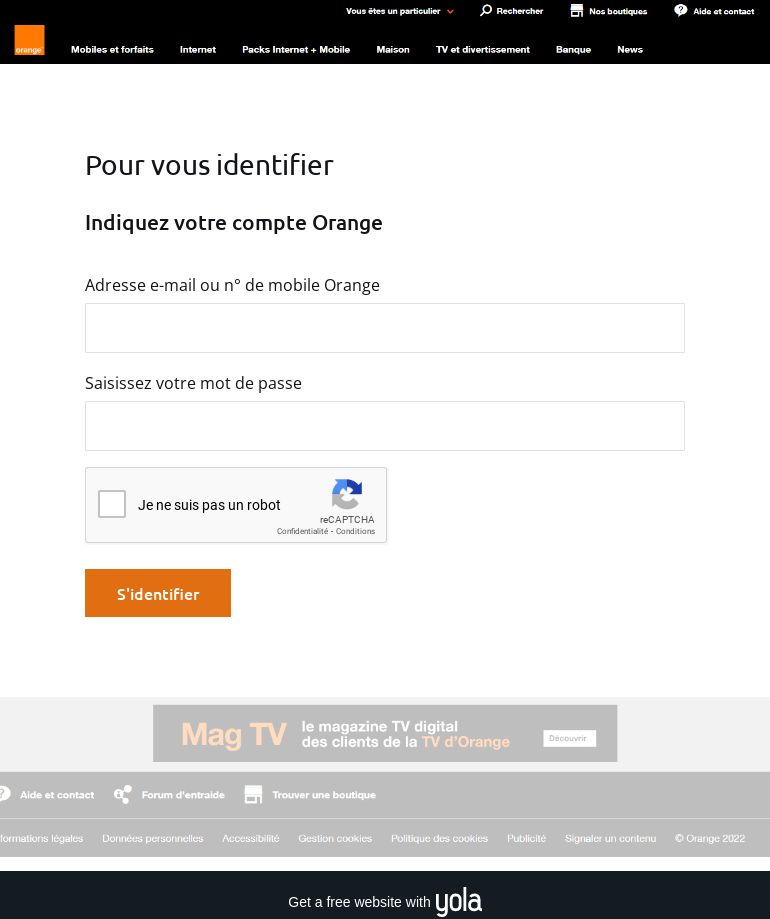 Vous êtes un particulier Rechercher Nos boutiques Aide et contact
orange Mobiles et forfaits Internet Packs Internet + Mobile Maison TV et divertissement Banque News
Pour vous identifier
Indiquez votre compte Orange
Adresse e-mail ou n° de mobile Orange
Saisissez votre mot de passe
Je ne suis pas un robot
reCAPTCHA
Confidentialité - Conditions
S'identifier
Mag TV le magazine TV digital
des clients de la TV d'Orange
Découvrir
? Aide et contact Forum d'entraide Trouver une boutique
formations légales Données personnelles Accessibilité Gestion cookies Politique des cookies Publicité Signaler un contenu © Orange 2022
Get a free website with yola